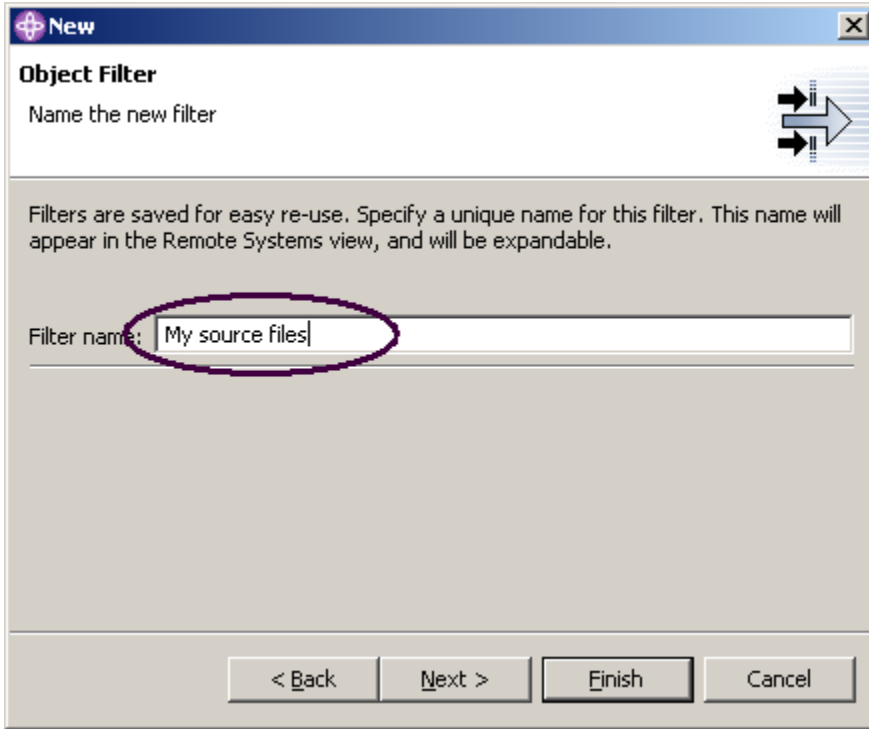 New
Object Filter
Name the new filter
Filters are saved for easy re-use. Specify a unique name for this filter. This name will
appear in the Remote Systems view, and will be expandable.
Filter name: My source files
< Back Next > Finish Cancel